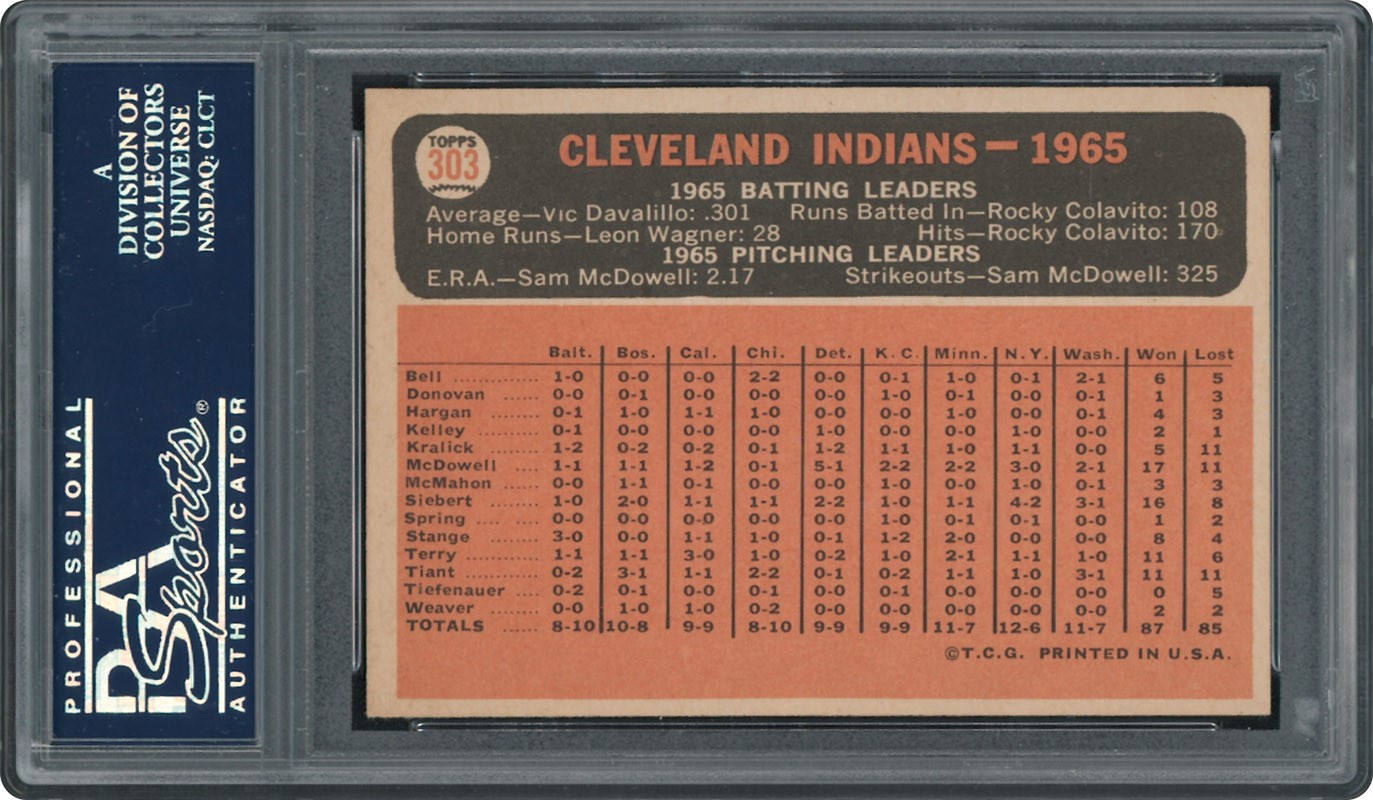 A
DIVISION OF
COLLECTORS
UNIVERSE
NASDAQ: CLCT
PROFESSIONAL
PSA Sports®
AUTHENTICATOR
TOPPS
303
CLEVELAND INDIANS — 1965
1965 BATTING LEADERS
Average—Vic Davalillo: .301 Runs Batted In—Rocky Colavito: 108
Home Runs—Leon Wagner: 28 Hits—Rocky Colavito: 170
1965 PITCHING LEADERS
E.R.A.—Sam McDowell: 2.17 Strikeouts—Sam McDowell: 325
Balt. Bos. Cal. Chi. Det. K.C. Minn. N.Y. Wash. Won Lost
Bell ............ 1-0 0-0 0-0 2-2 0-0 0-1 1-0 0-1 2-1 6 5
Donovan ...... 0-0 0-1 0-0 0-0 0-0 1-0 0-1 0-0 0-1 1 3
Hargan ........ 0-1 1-0 1-1 1-0 0-0 0-0 1-0 0-0 0-1 4 3
Kelley ......... 0-1 0-0 0-0 0-0 1-0 0-0 0-0 1-0 0-0 2 1
Kralick ........ 1-2 0-2 0-2 0-1 1-2 1-1 1-0 1-1 0-0 5 11
McDowell .... 1-1 1-1 1-2 0-1 5-1 2-2 2-2 3-0 2-1 17 11
McMahon .... 0-0 1-1 0-1 0-0 0-0 1-0 0-0 1-0 0-1 3 3
Siebert ........ 1-0 2-0 1-1 1-1 2-2 1-0 1-1 4-2 3-1 16 8
Spring .... .... 0-0 0-0 0-0 0-0 0-0 1-0 0-1 0-1 0-0 1 2
Stange ........ 3-0 0-0 1-1 1-0 0-1 1-2 2-0 0-0 0-0 8 4
Terry ........... 1-1 1-1 3-0 1-0 0-2 1-0 2-1 1-1 1-0 11 6
Tiant ........... 0-2 3-1 1-1 2-2 0-1 0-2 1-1 1-0 3-1 11 11
Tiefenauer ... 0-2 0-1 0-0 0-1 0-0 0-1 0-0 0-0 0-0 0 5
Weaver ....... 0-0 1-0 1-0 0-2 0-0 0-0 0-0 0-0 0-0 2 2
TOTALS ...... 8-10 10-8 9-9 8-10 9-9 9-9 11-7 12-6 11-7 87 85
©T.C.G. PRINTED IN U.S.A.